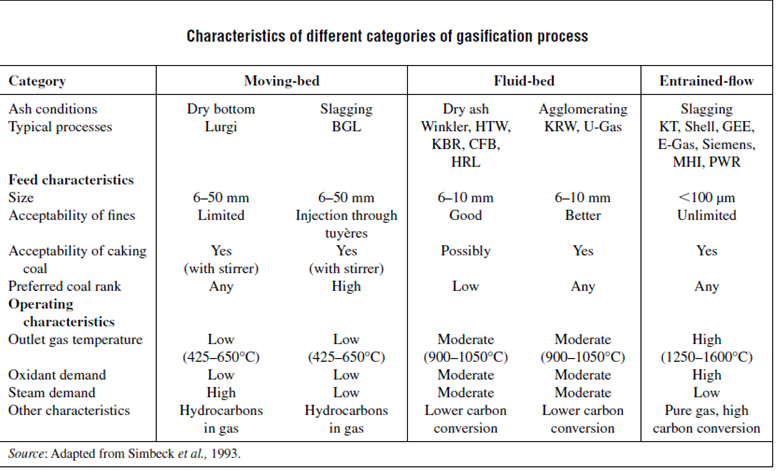 Characteristics of different categories of gasification process
Category Moving-bed Fluid-bed Entrained-flow
Ash conditions Dry bottom Slagging Dry ash Agglomerating Slagging
Typical processes Lurgi BGL Winkler, HTW, KRW, U-Gas KT, Shell, GEE,
KBR, CFB, E-Gas, Siemens,
HRL MHI, PWR
Feed characteristics
Size 6–50 mm 6–50 mm 6–10 mm 6–10 mm <100 μm
Acceptability of fines Limited Injection through Good Better Unlimited
tuyères
Acceptability of caking Yes Yes Possibly Yes Yes
coal (with stirrer) (with stirrer)
Preferred coal rank Any High Low Any Any
Operating
characteristics
Outlet gas temperature Low Low Moderate Moderate High
(425–650°C) (425–650°C) (900–1050°C) (900–1050°C) (1250–1600°C)
Oxidant demand Low Low Moderate Moderate High
Steam demand High Low Moderate Moderate Low
Other characteristics Hydrocarbons Hydrocarbons Lower carbon Lower carbon Pure gas, high
in gas in gas conversion conversion carbon conversion
Source: Adapted from Simbeck et al., 1993.